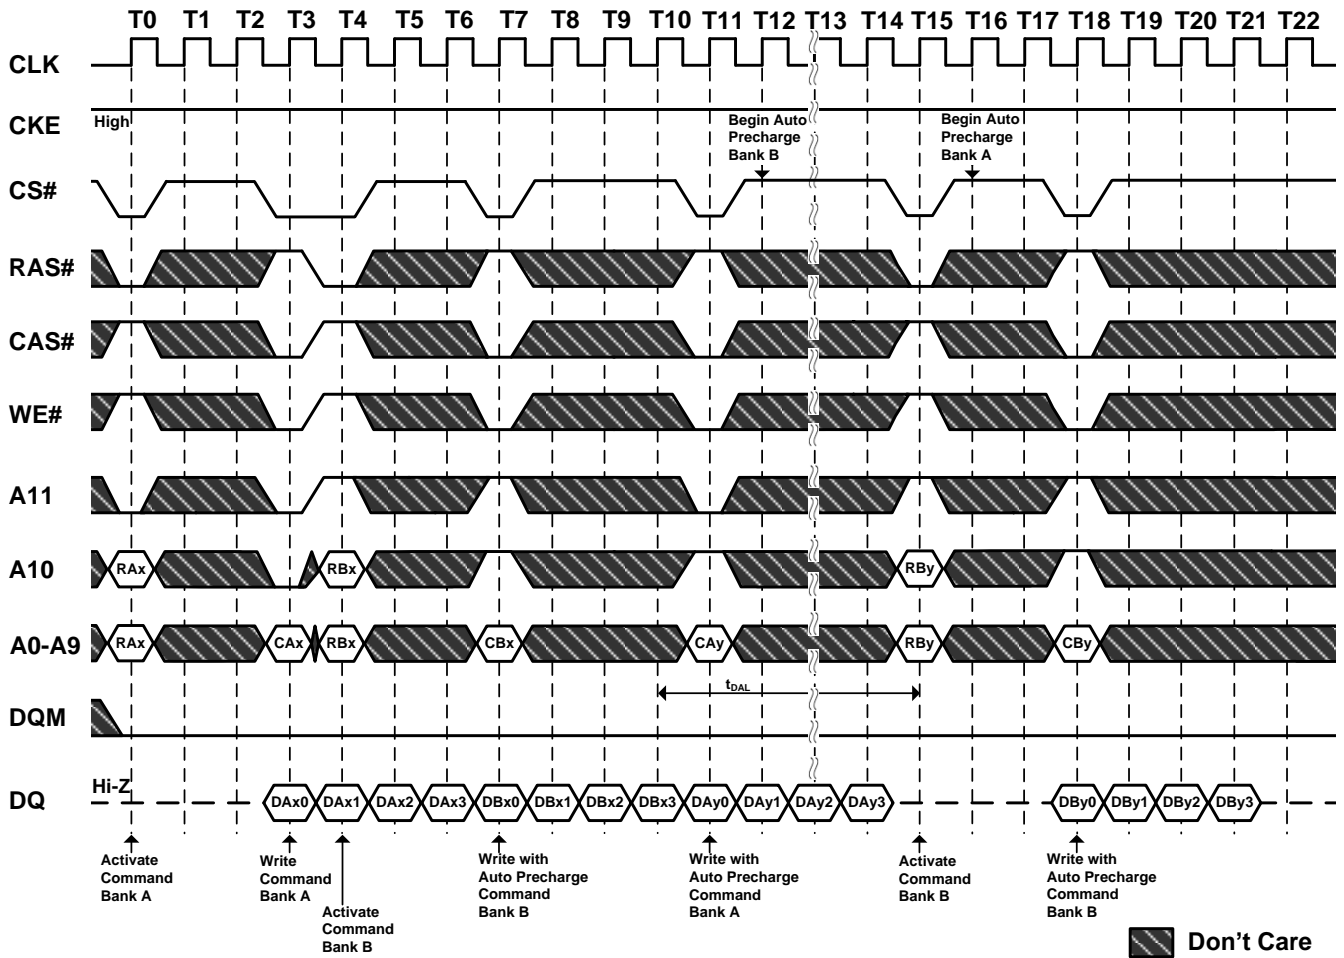 T0 T1 T2 T3 T4 T5 T6 T7 T8 T9 T10 T11 T12 T13 T14 T15 T16 T17 T18 T19 T20 T21 T22
CLK
CKE High
Begin Auto
Precharge
Bank B
Begin Auto
Precharge
Bank A
CS#
RAS#
CAS#
WE#
A11
A10 RAx RBx RBy
A0-A9 RAx CAx RBx CBx CAy RBy CBy
tDAL
DQM
Hi-Z
DQ DAx0 DAx1 DAx2 DAx3 DBx0 DBx1 DBx2 DBx3 DAy0 DAy1 DAy2 DAy3 DBy0 DBy1 DBy2 DBy3
Activate
Command
Bank A
Write
Command
Bank A
Activate
Command
Bank B
Write with
Auto Precharge
Command
Bank B
Write with
Auto Precharge
Command
Bank A
Activate
Command
Bank B
Write with
Auto Precharge
Command
Bank B
Don't Care